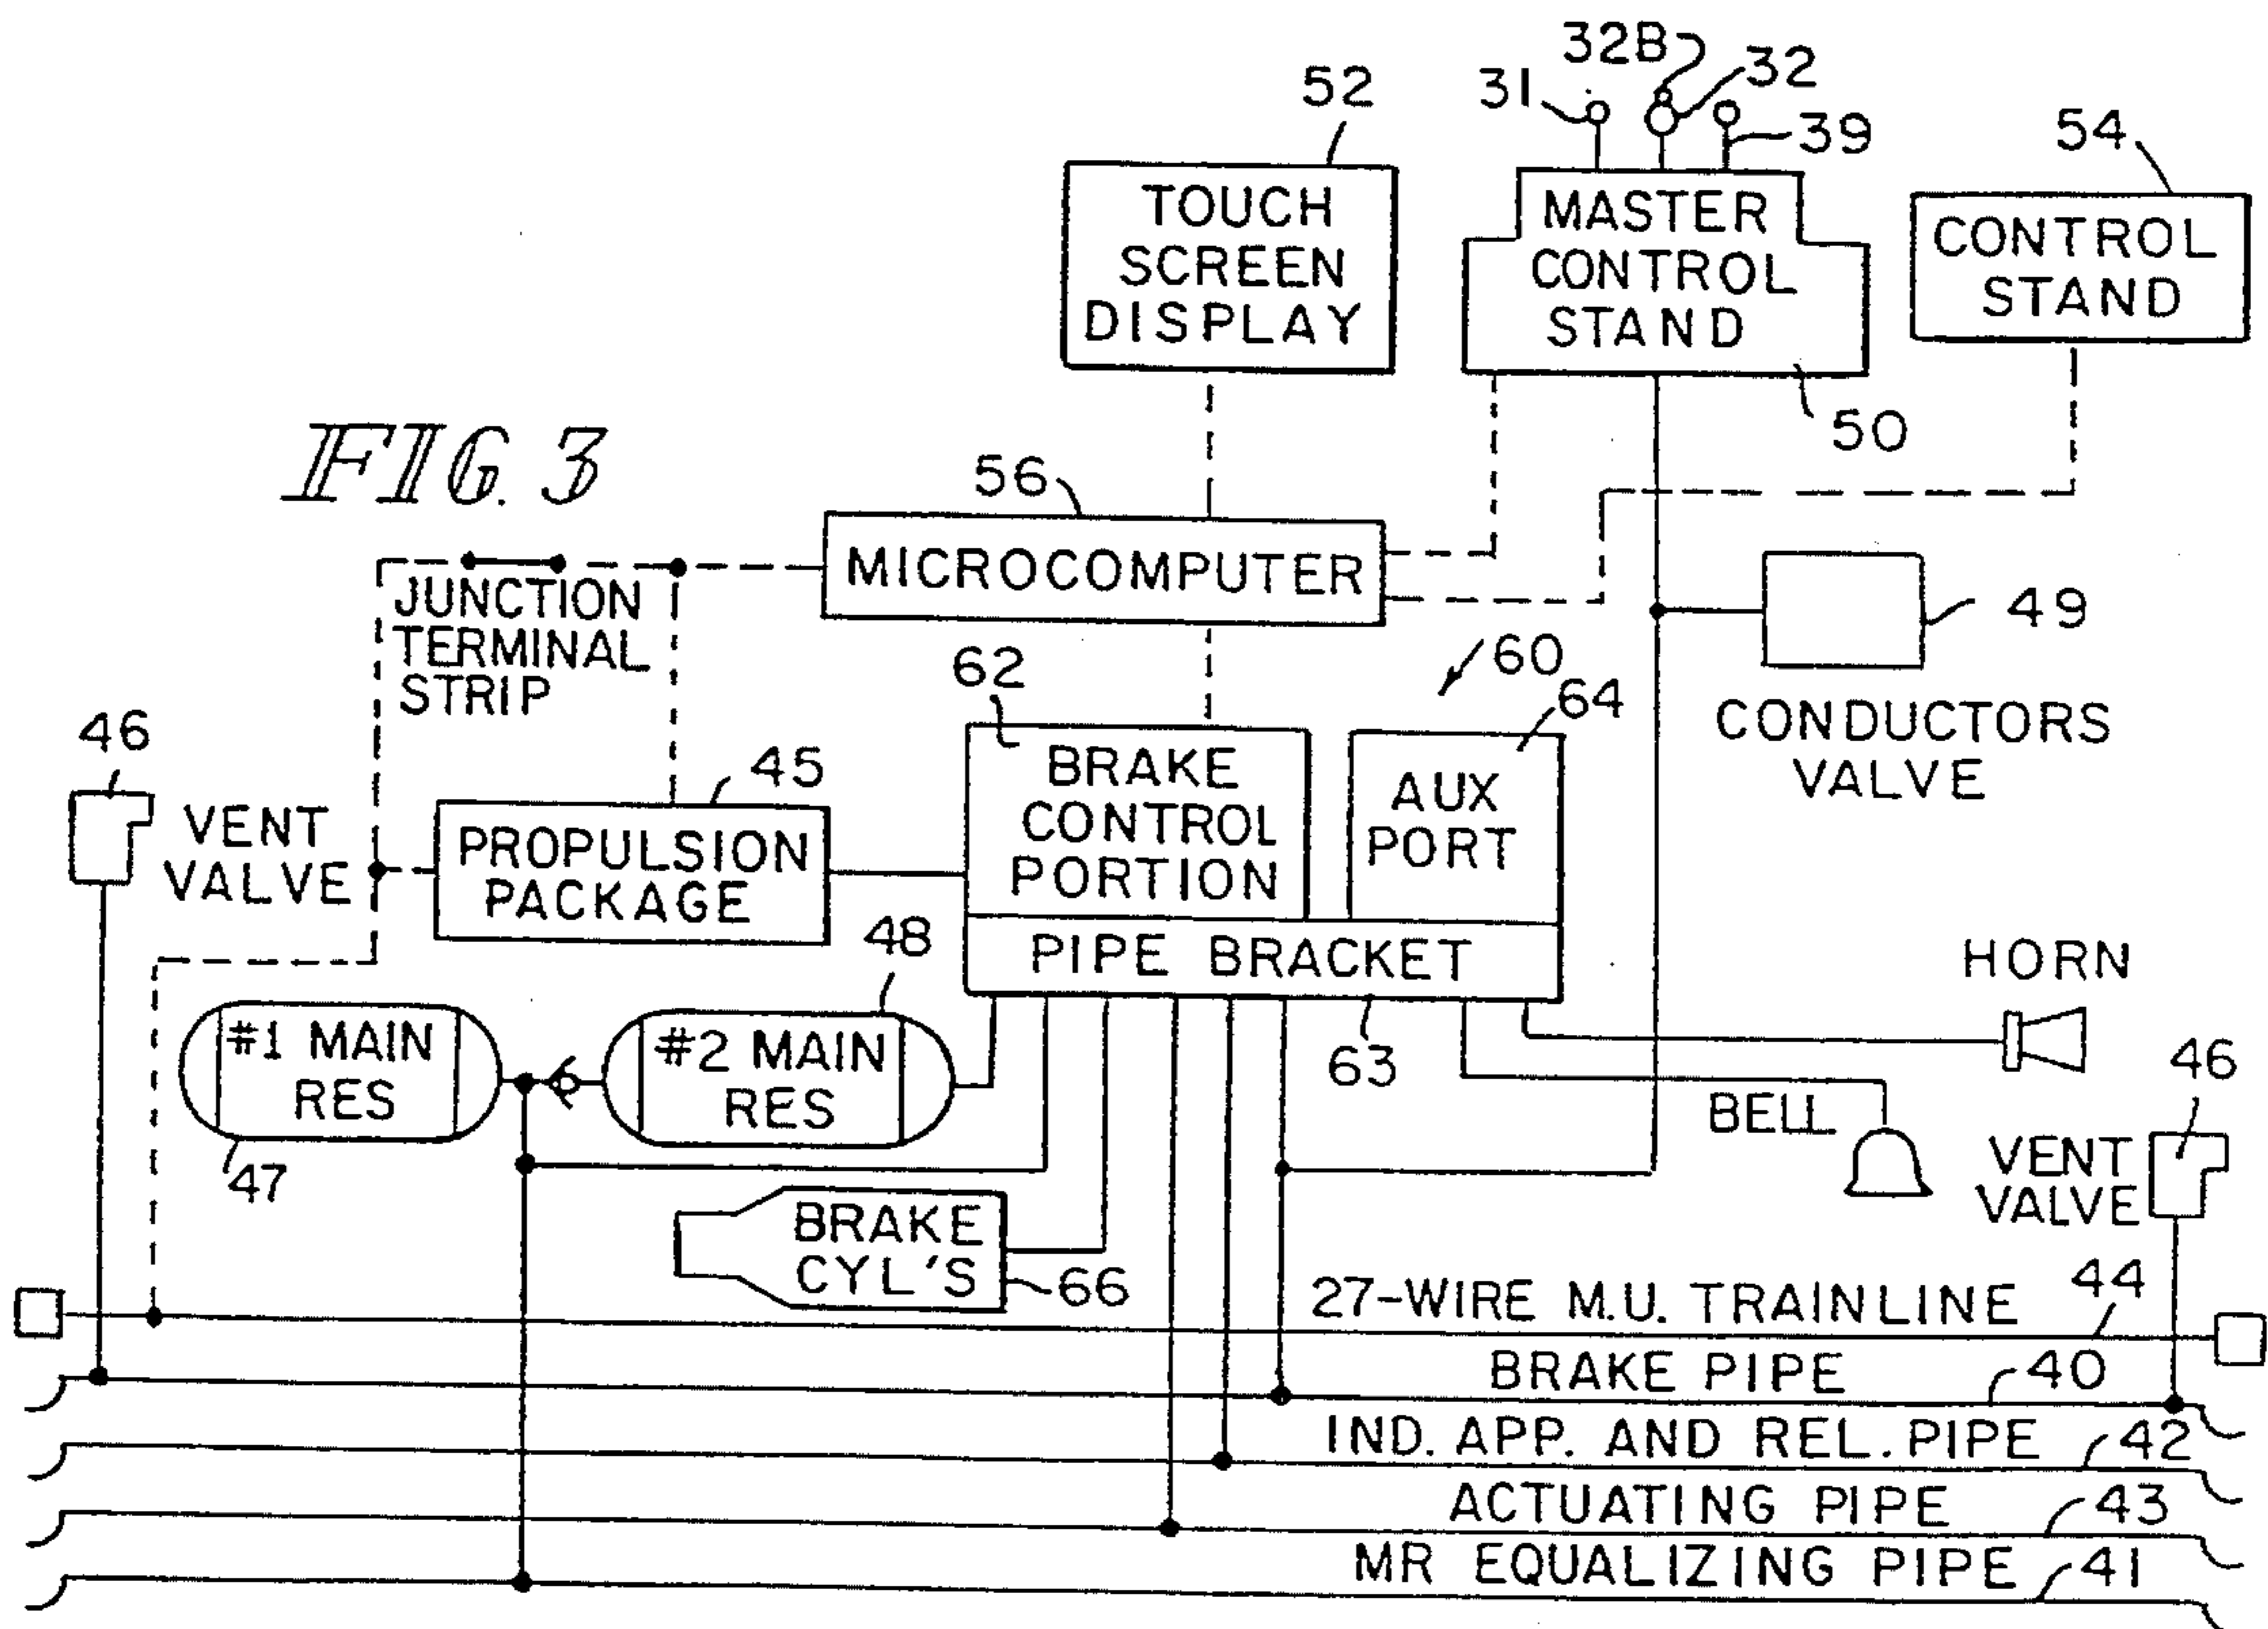 32B
31
32
39
52
54
TOUCH
SCREEN
DISPLAY
MASTER
CONTROL
STAND
CONTROL
STAND
50
FIG. 3
56
MICROCOMPUTER
JUNCTION
TERMINAL
STRIP
49
CONDUCTORS
VALVE
60
62
64
46
VENT
VALVE
45
PROPULSION
PACKAGE
BRAKE
CONTROL
PORTION
AUX
PORT
PIPE BRACKET
63
48
#1 MAIN
RES
47
#2 MAIN
RES
HORN
BELL
46
VENT
VALVE
BRAKE
CYL'S
66
27-WIRE M.U. TRAINLINE
44
BRAKE PIPE
40
IND. APP. AND REL. PIPE
42
ACTUATING PIPE
43
MR EQUALIZING PIPE
41